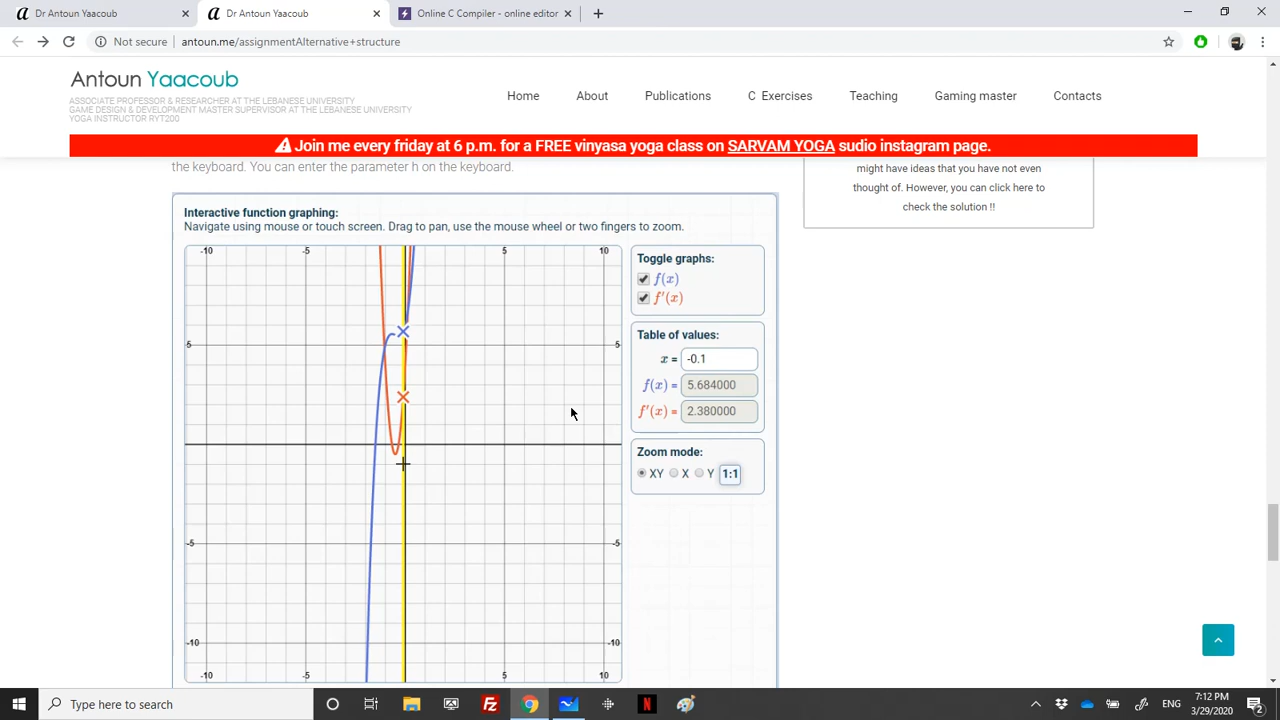 Dr Antoun Yaacoub
Dr Antoun Yaacoub
Online C Compiler - online editor
Not secure
antoun.me/assignmentAlternative+structure
Antoun Yaacoub
ASSOCIATE PROFESSOR & RESEARCHER AT THE LEBANESE UNIVERSITY
GAME DESIGN & DEVELOPMENT MASTER SUPERVISOR AT THE LEBANESE UNIVERSITY
YOGA INSTRUCTOR RYT200
Home
About
Publications
C Exercises
Teaching
Gaming master
Contacts
Join me every friday at 6 p.m. for a FREE vinyasa yoga class on SARVAM YOGA sudio instagram page.
the keyboard. You can enter the parameter h on the keyboard.
might have ideas that you have not even
thought of. However, you can click here to
check the solution !!
Interactive function graphing:
Navigate using mouse or touch screen. Drag to pan, use the mouse wheel or two fingers to zoom.
-10 -5 5 10
5 5
-5 -5
-10 -10
-10 -5 5 10
Toggle graphs:
f(x)
f′(x)
Table of values:
x = -0.1
f(x) = 5.684000
f′(x) = 2.380000
Zoom mode:
XY X Y 1:1
Type here to search
ENG
7:12 PM
3/29/2020
2